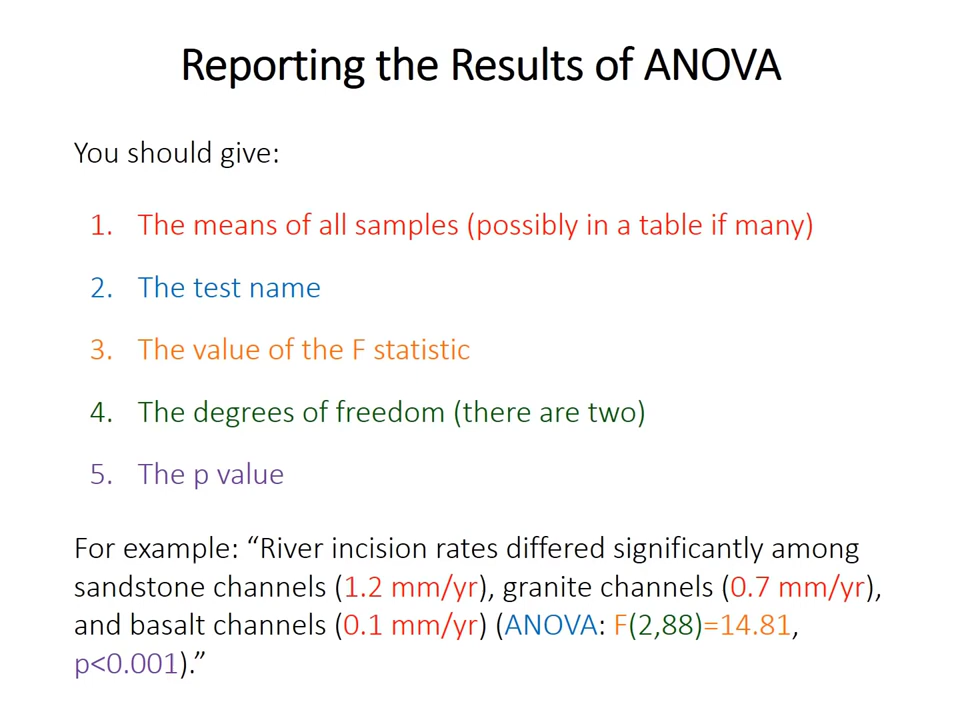 Reporting the Results of ANOVA
You should give:
1. The means of all samples (possibly in a table if many)
2. The test name
3. The value of the F statistic
4. The degrees of freedom (there are two)
5. The p value
For example: “River incision rates differed significantly among
sandstone channels (1.2 mm/yr), granite channels (0.7 mm/yr),
and basalt channels (0.1 mm/yr) (ANOVA: F(2,88)=14.81,
p<0.001).”